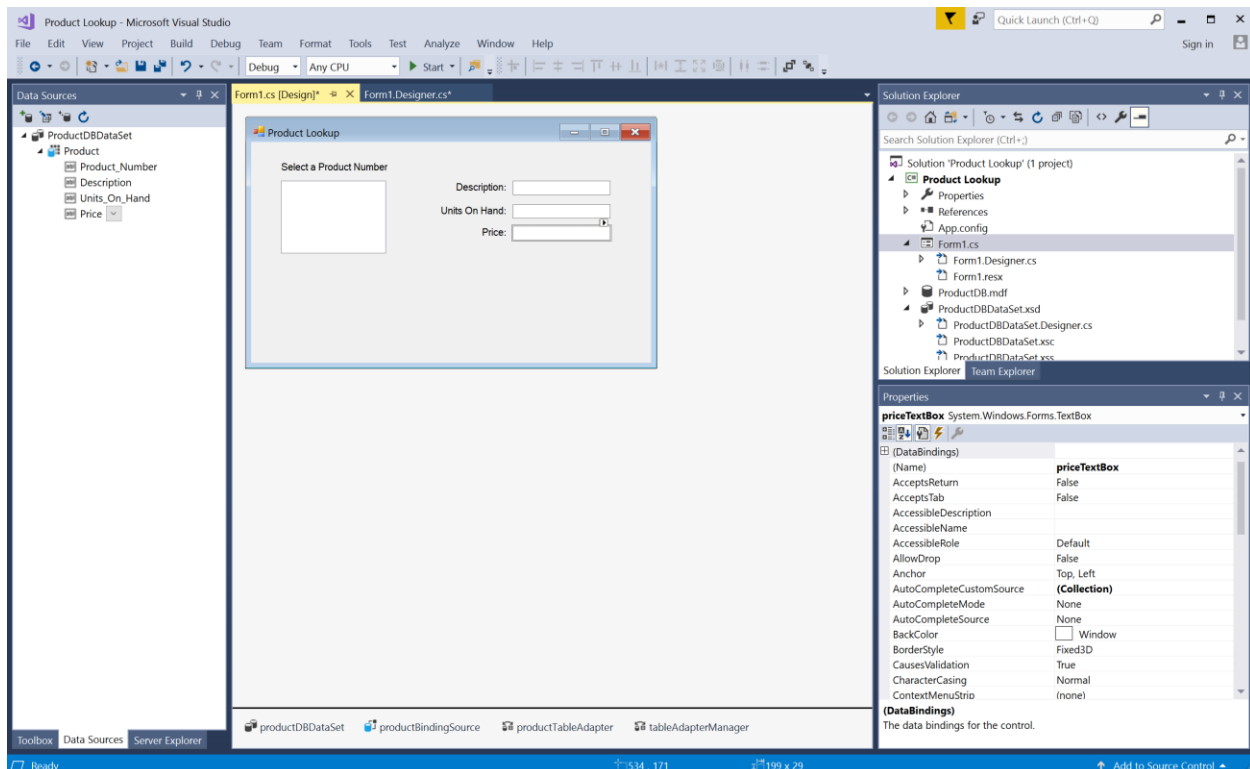 Product Lookup - Microsoft Visual Studio
Quick Launch (Ctrl+Q)
File Edit View Project Build Debug Team Format Tools Test Analyze Window Help
Sign in
Debug Any CPU Start
Data Sources
ProductDBDataSet
Product
Product_Number
Description
Units_On_Hand
Price
Toolbox Data Sources Server Explorer
Form1.cs [Design]* Form1.Designer.cs*
Product Lookup
Select a Product Number
Description:
Units On Hand:
Price:
productDBDataSet productBindingSource productTableAdapter tableAdapterManager
Solution Explorer
Search Solution Explorer (Ctrl+;)
Solution 'Product Lookup' (1 project)
Product Lookup
Properties
References
App.config
Form1.cs
Form1.Designer.cs
Form1.resx
ProductDB.mdf
ProductDBDataSet.xsd
ProductDBDataSet.Designer.cs
ProductDBDataSet.xsc
ProductDBDataSet.xss
Solution Explorer Team Explorer
Properties
priceTextBox System.Windows.Forms.TextBox
(DataBindings)
(Name) priceTextBox
AcceptsReturn False
AcceptsTab False
AccessibleDescription
AccessibleName
AccessibleRole Default
AllowDrop False
Anchor Top, Left
AutoCompleteCustomSource (Collection)
AutoCompleteMode None
AutoCompleteSource None
BackColor Window
BorderStyle Fixed3D
CausesValidation True
CharacterCasing Normal
ContextMenuStrip (none)
(DataBindings)
The data bindings for the control.
Ready 534 , 171 199 x 29 Add to Source Control